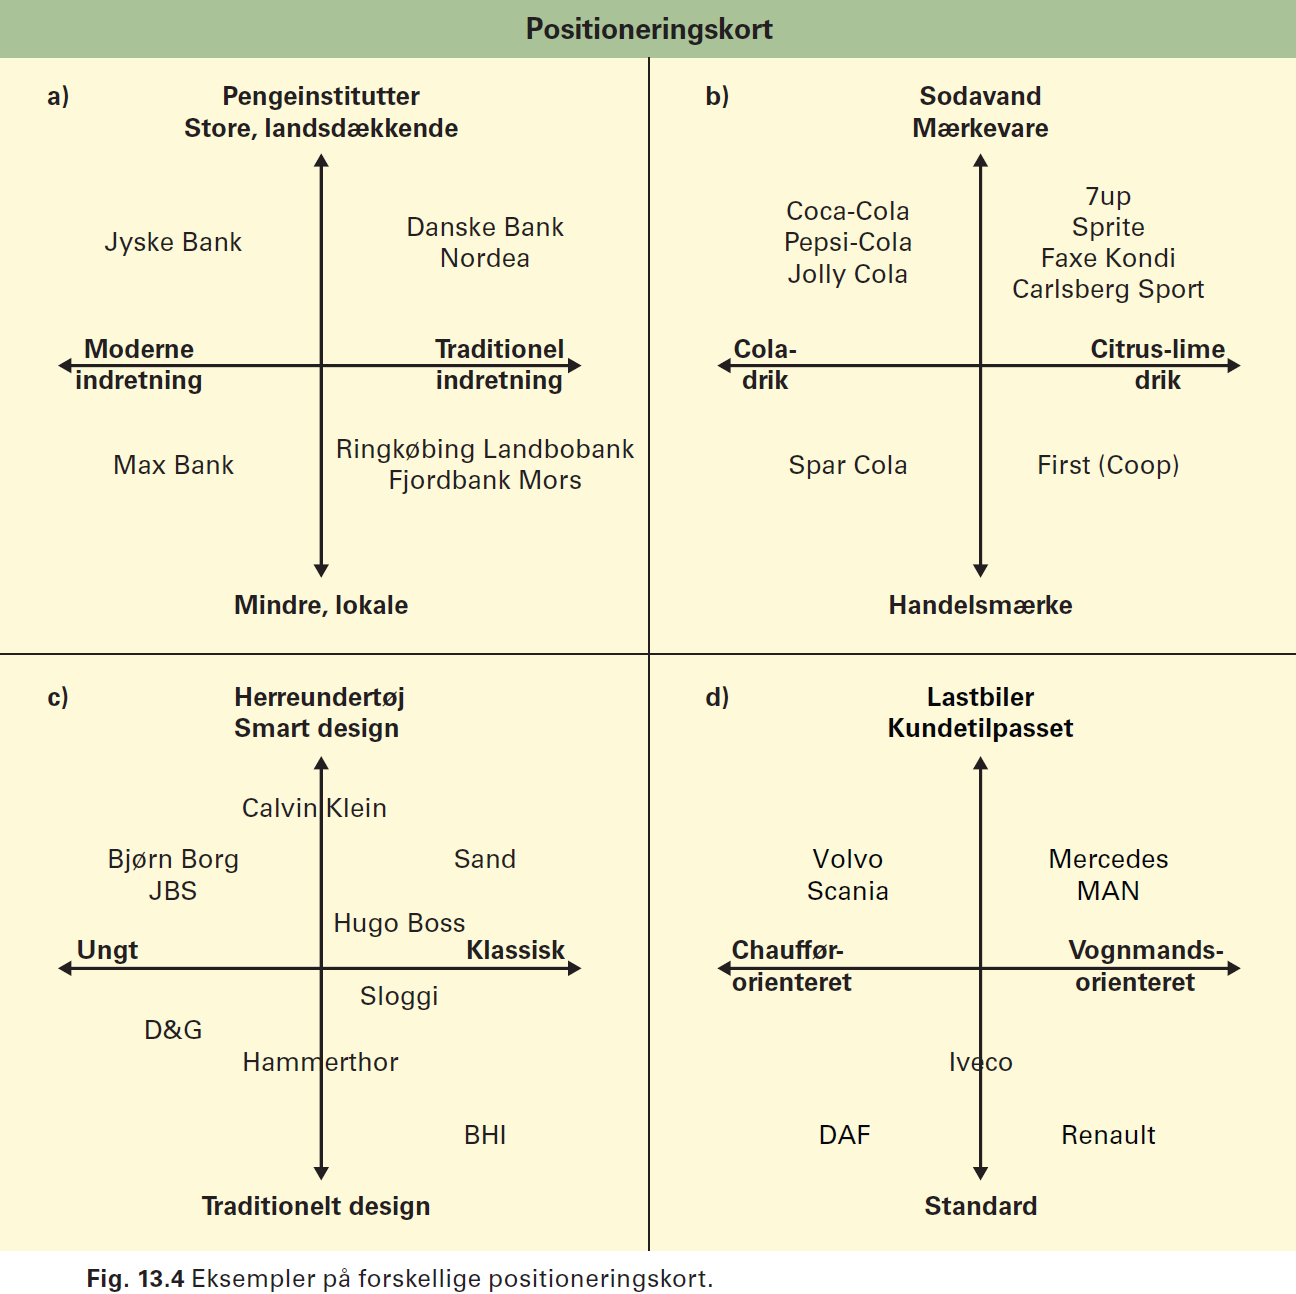 Positioneringskort
a)
Pengeinstitutter
Store, landsdækkende
Jyske Bank
Danske Bank
Nordea
Moderne
indretning
Traditionel
indretning
Max Bank
Ringkøbing Landbobank
Fjordbank Mors
Mindre, lokale
b)
Sodavand
Mærkevare
Coca-Cola
Pepsi-Cola
Jolly Cola
7up
Sprite
Faxe Kondi
Carlsberg Sport
Cola-
drik
Citrus-lime
drik
Spar Cola
First (Coop)
Handelsmærke
c)
Herreundertøj
Smart design
Calvin Klein
Bjørn Borg
JBS
Sand
Hugo Boss
Ungt
Klassisk
Sloggi
D&G
Hammerthor
BHI
Traditionelt design
d)
Lastbiler
Kundetilpasset
Volvo
Scania
Mercedes
MAN
Chauffør-
orienteret
Vognmands-
orienteret
Iveco
DAF
Renault
Standard
Fig. 13.4 Eksempler på forskellige positioneringskort.